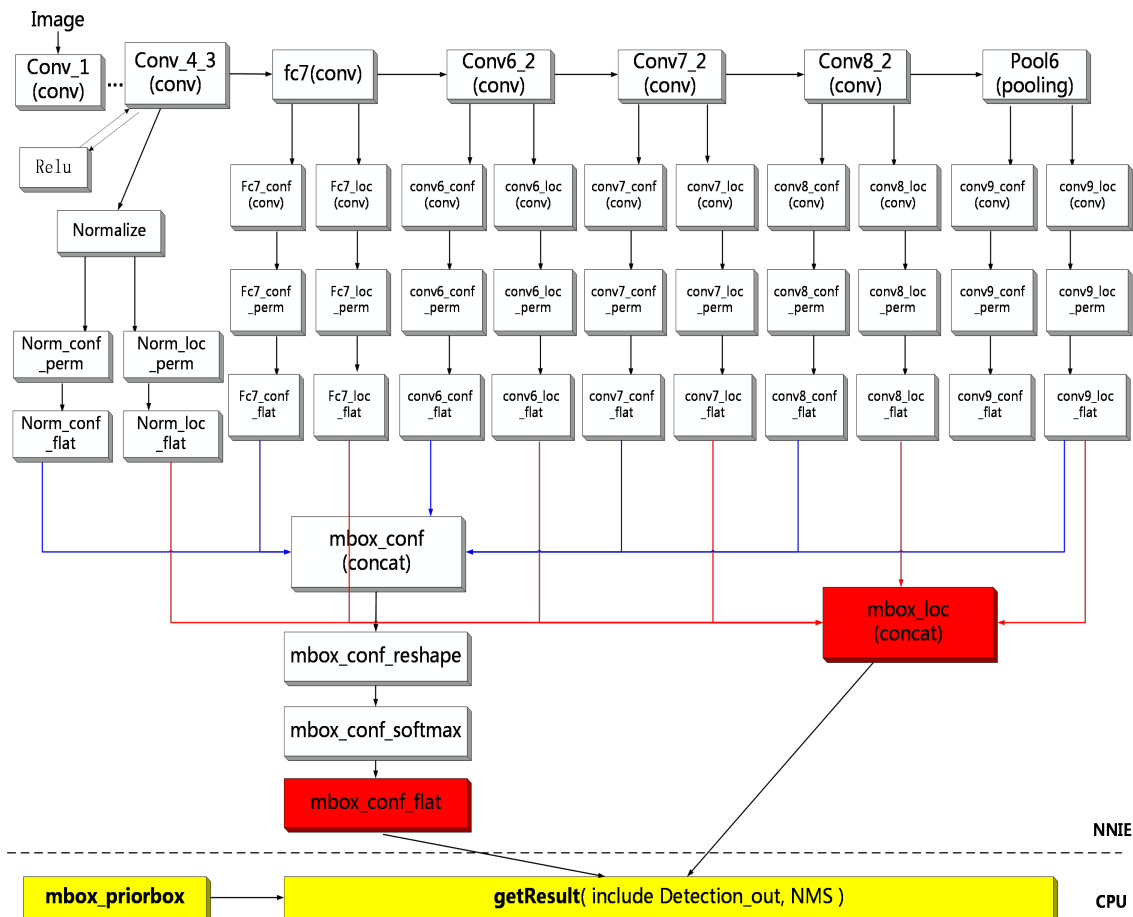 Image
Conv_1
(conv)
...
Conv_4_3
(conv)
fc7(conv)
Conv6_2
(conv)
Conv7_2
(conv)
Conv8_2
(conv)
Pool6
(pooling)
Relu
Normalize
Fc7_conf
(conv)
Fc7_loc
(conv)
conv6_conf
(conv)
conv6_loc
(conv)
conv7_conf
(conv)
conv7_loc
(conv)
conv8_conf
(conv)
conv8_loc
(conv)
conv9_conf
(conv)
conv9_loc
(conv)
Fc7_conf
_perm
Fc7_loc
_perm
conv6_conf
_perm
conv6_loc
_perm
conv7_conf
_perm
conv7_loc
_perm
conv8_conf
_perm
conv8_loc
_perm
conv9_conf
_perm
conv9_loc
_perm
Norm_conf
_perm
Norm_loc
_perm
Fc7_conf
_flat
Fc7_loc
_flat
conv6_conf
_flat
conv6_loc
_flat
conv7_conf
_flat
conv7_loc
_flat
conv8_conf
_flat
conv8_loc
_flat
conv9_conf
_flat
conv9_loc
_flat
Norm_conf
_flat
Norm_loc
_flat
mbox_conf
(concat)
mbox_loc
(concat)
mbox_conf_reshape
mbox_conf_softmax
mbox_conf_flat
NNIE
mbox_priorbox
getResult( include Detection_out, NMS )
CPU